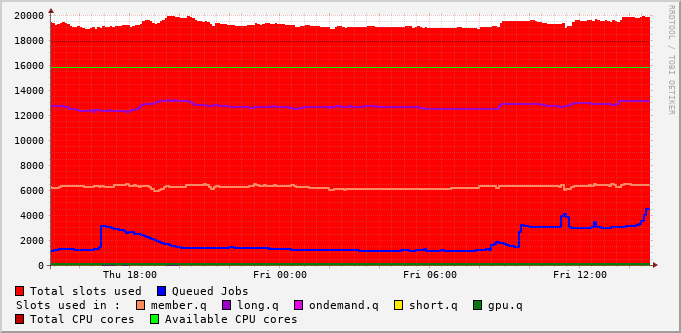 20000
18000
16000
14000
12000
10000
8000
6000
4000
2000
0
Thu 18:00 Fri 00:00 Fri 06:00 Fri 12:00
RRDTOOL / TOBI OETIKER
Total slots used Queued Jobs
Slots used in : member.q long.q ondemand.q short.q gpu.q
Total CPU cores Available CPU cores